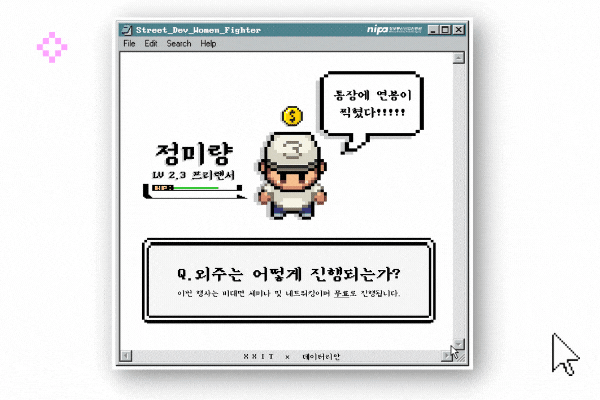 Street_Dev_Women_Fighter
nipa
File Edit Search Help
통장에 연봉이
찍혔다!!!!!
$
3
정미량
LV 2,3 프리랜서
HP
Q.외주는 어떻게 진행되는가?
이번 행사는 비대면 세미나 및 네트워킹이며 무료로 진행됩니다.
XXIT × 데이터리안